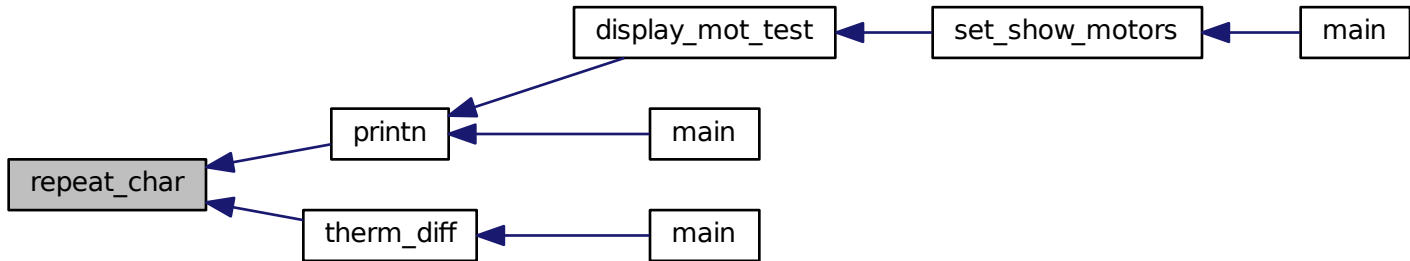 display_mot_test
set_show_motors
main
printn
main
repeat_char
therm_diff
main